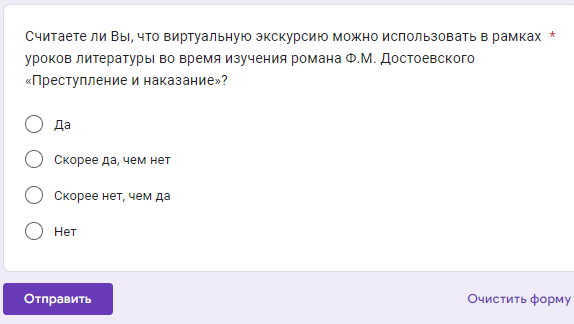 Считаете ли Вы, что виртуальную экскурсию можно использовать в рамках *
уроков литературы во время изучения романа Ф.М. Достоевского
«Преступление и наказание»?
Да
Скорее да, чем нет
Скорее нет, чем да
Нет
Отправить
Очистить форму